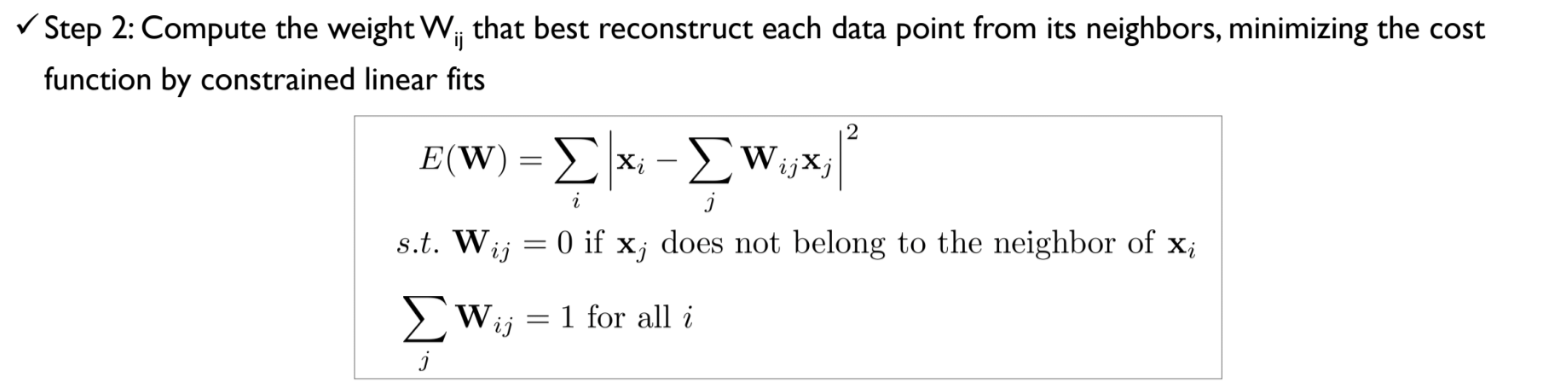 ✓ Step 2: Compute the weight W_ij that best reconstruct each data point from its neighbors, minimizing the cost
function by constrained linear fits
E(W) = ∑_i |x_i − ∑_j W_ij x_j|^2
s.t. W_ij = 0 if x_j does not belong to the neighbor of x_i
∑_j W_ij = 1 for all i